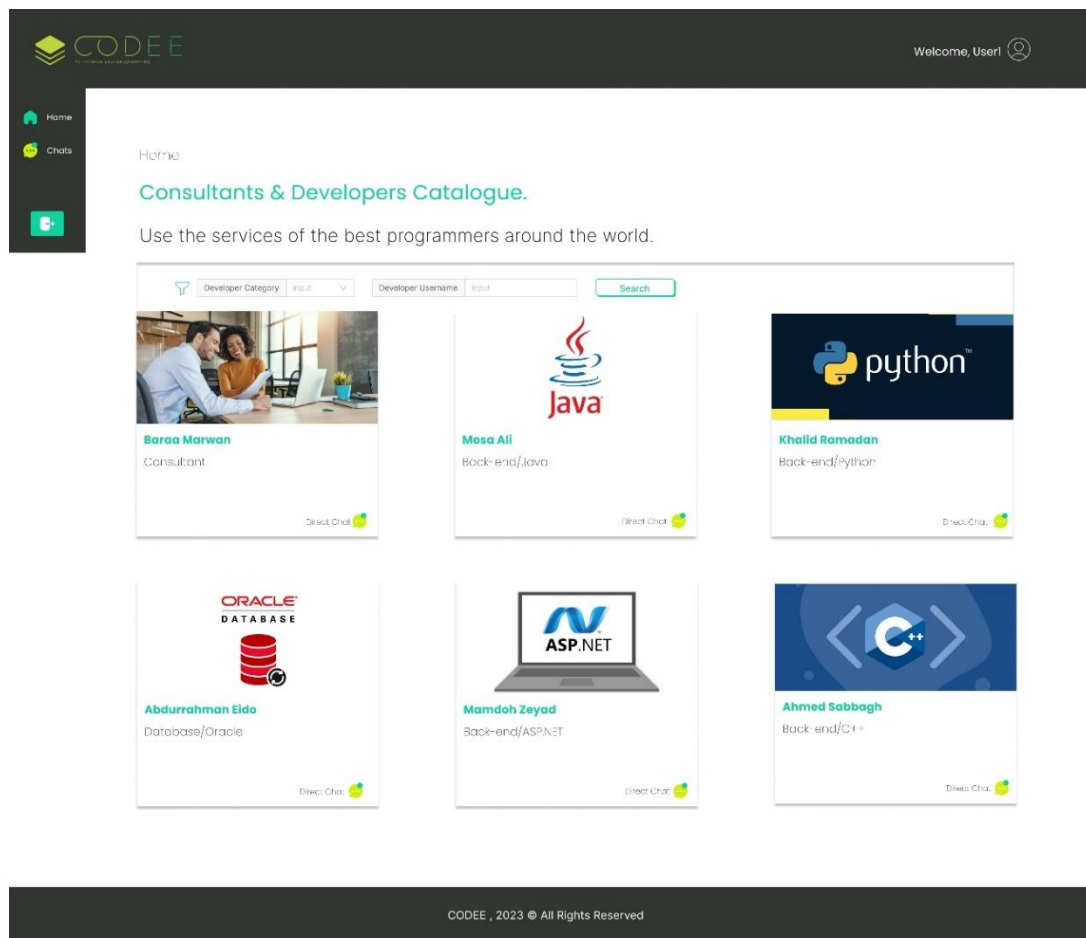 CODEE
Welcome, User1
Home
Chats
Home
Consultants & Developers Catalogue.
Use the services of the best programmers around the world.
Developer Category Input Developer Username Input Search
Java
python™
Baraa Marwan
Consultant
Direct Chat
Mosa Ali
Back-end/Java
Direct Chat
Khalid Ramadan
Back-end/Python
Direct Chat
ORACLE
DATABASE
ASP.NET
C++
Abdurrahman Eido
Database/Oracle
Direct Chat
Mamdoh Zeyad
Back-end/ASP.NET
Direct Chat
Ahmed Sabbagh
Back-end/C++
Direct Chat
CODEE , 2023 © All Rights Reserved